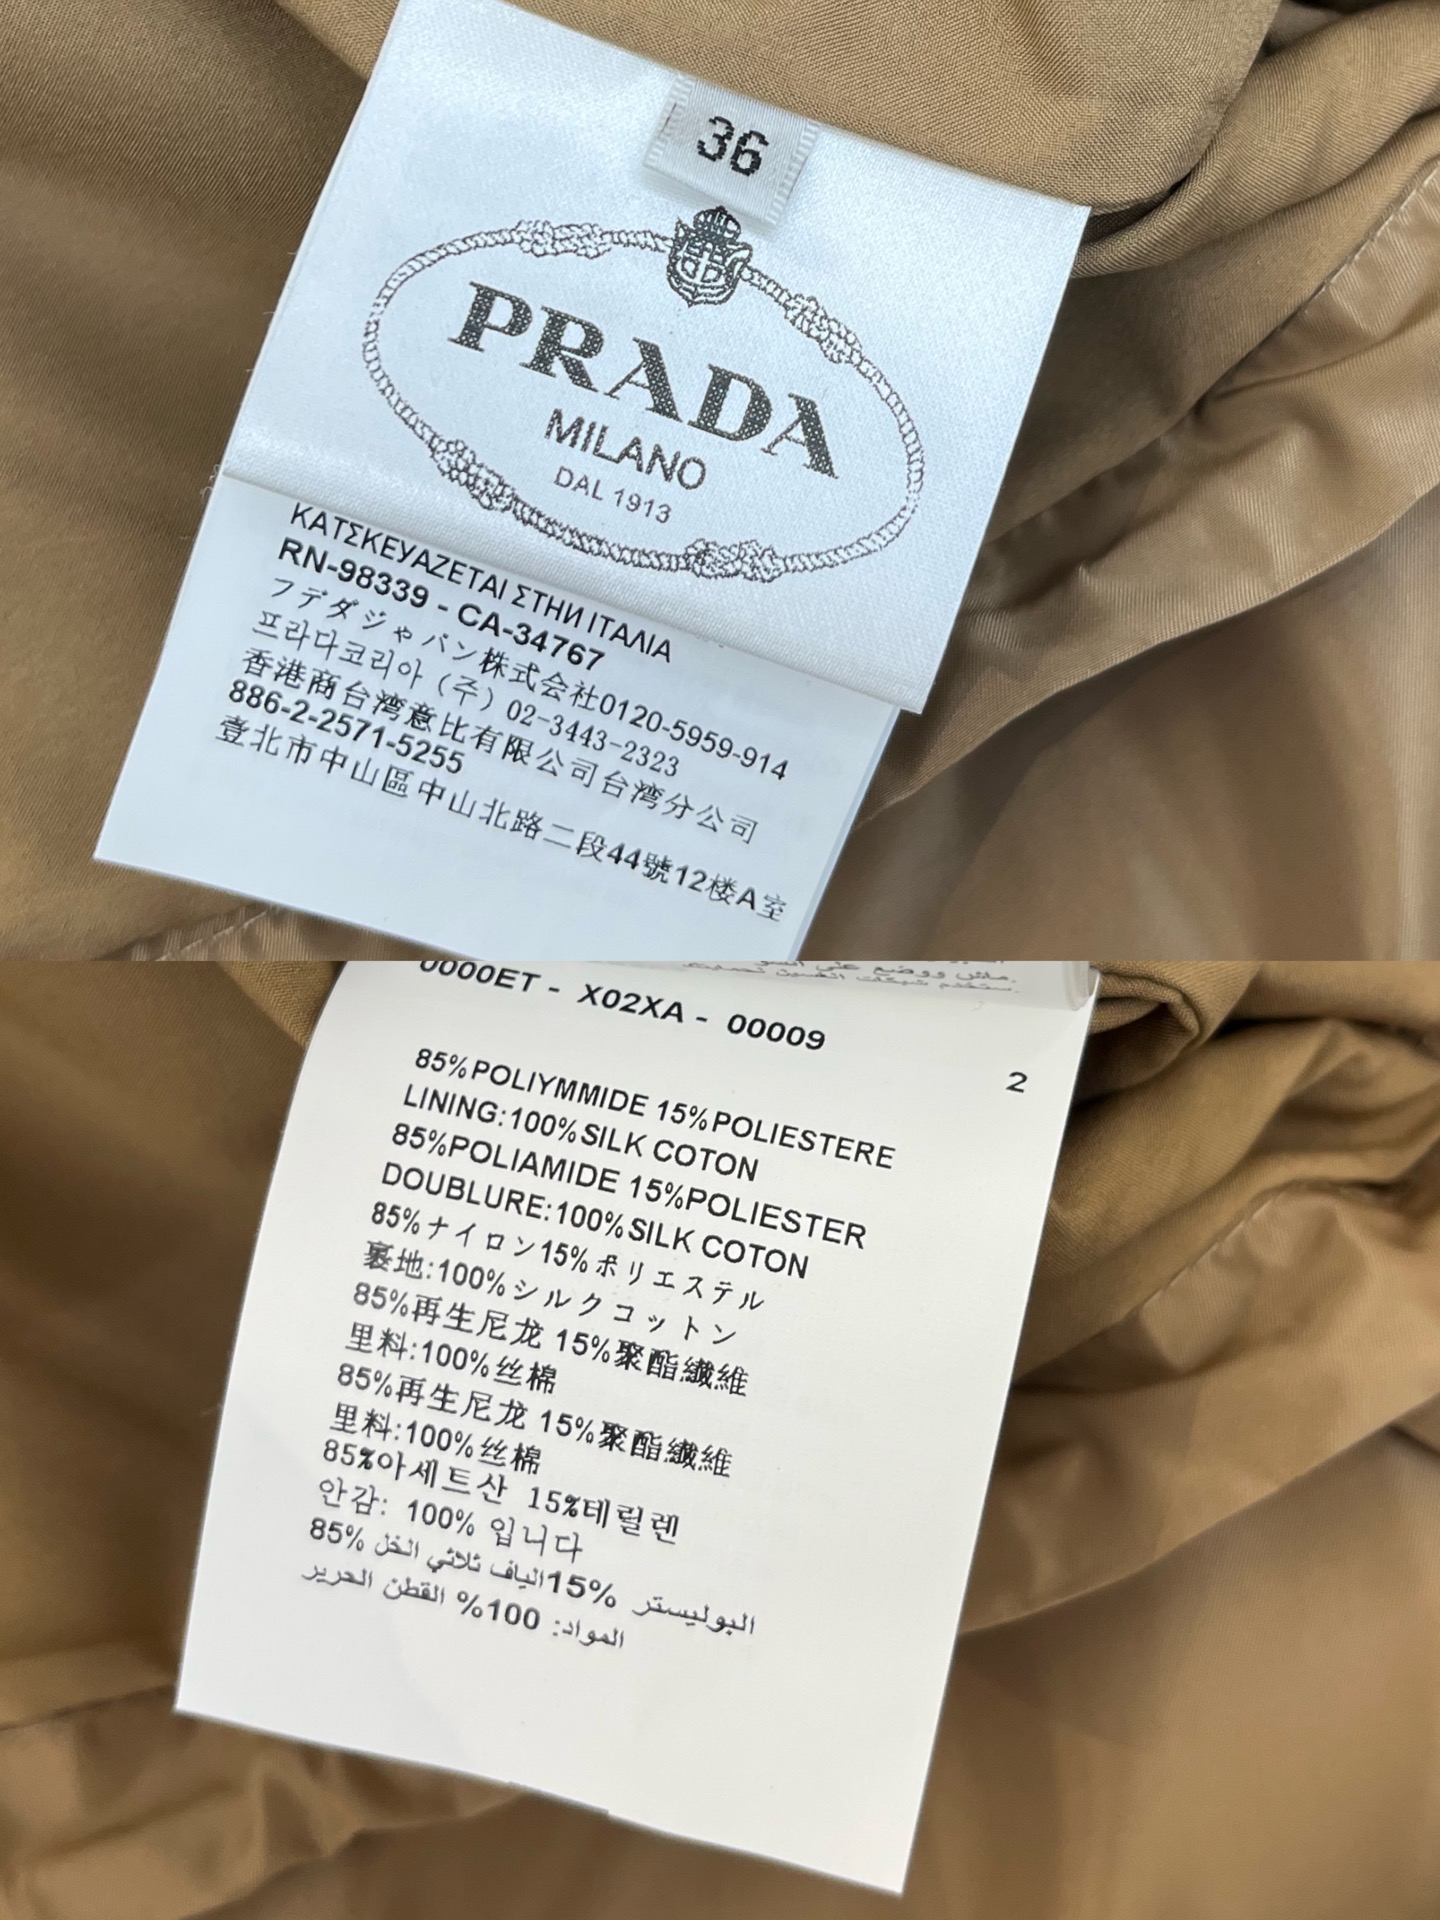 36
PRADA
MILANO
DAL 1913
ΚΑΤΣΚΕΥΑΖΕΤΑΙ ΣΤΗИ ΙΤΑΛΙΑ
RN-98339 - CA-34767
フデダジャパン株式会社0120-5959-914
프라다코리아 (주) 02-3443-2323
香港商台湾意比有限公司台湾分公司
886-2-2571-5255
壹北市中山區中山北路二段44號12楼A室
0000ET - X02XA - 00009
2
85%POLIYMMIDE 15%POLIESTERE
LINING:100%SILK COTON
85%POLIAMIDE 15%POLIESTER
DOUBLURE:100%SILK COTON
85%ナイロン15%ポリエステル
裏地:100%シルクコットン
85%再生尼龙 15%聚酯纖維
里料:100%丝棉
85%再生尼龙 15%聚酯纖維
里料:100%丝棉
85%아세트산 15%테릴렌
안감: 100% 입니다
85% الياف ثلاثي الخل 15% البوليستر
المواد: 100% القطن الحرير